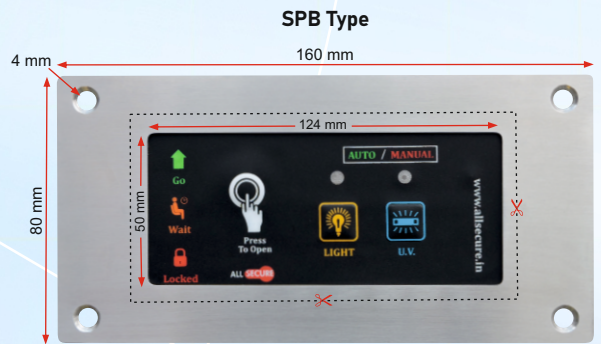 SPB Type
160 mm
4 mm
124 mm
80 mm
50 mm
AUTO / MANUAL
Go
Wait
Locked
Press
To Open
ALL SECURE
LIGHT
U.V.
www.allsecure.in